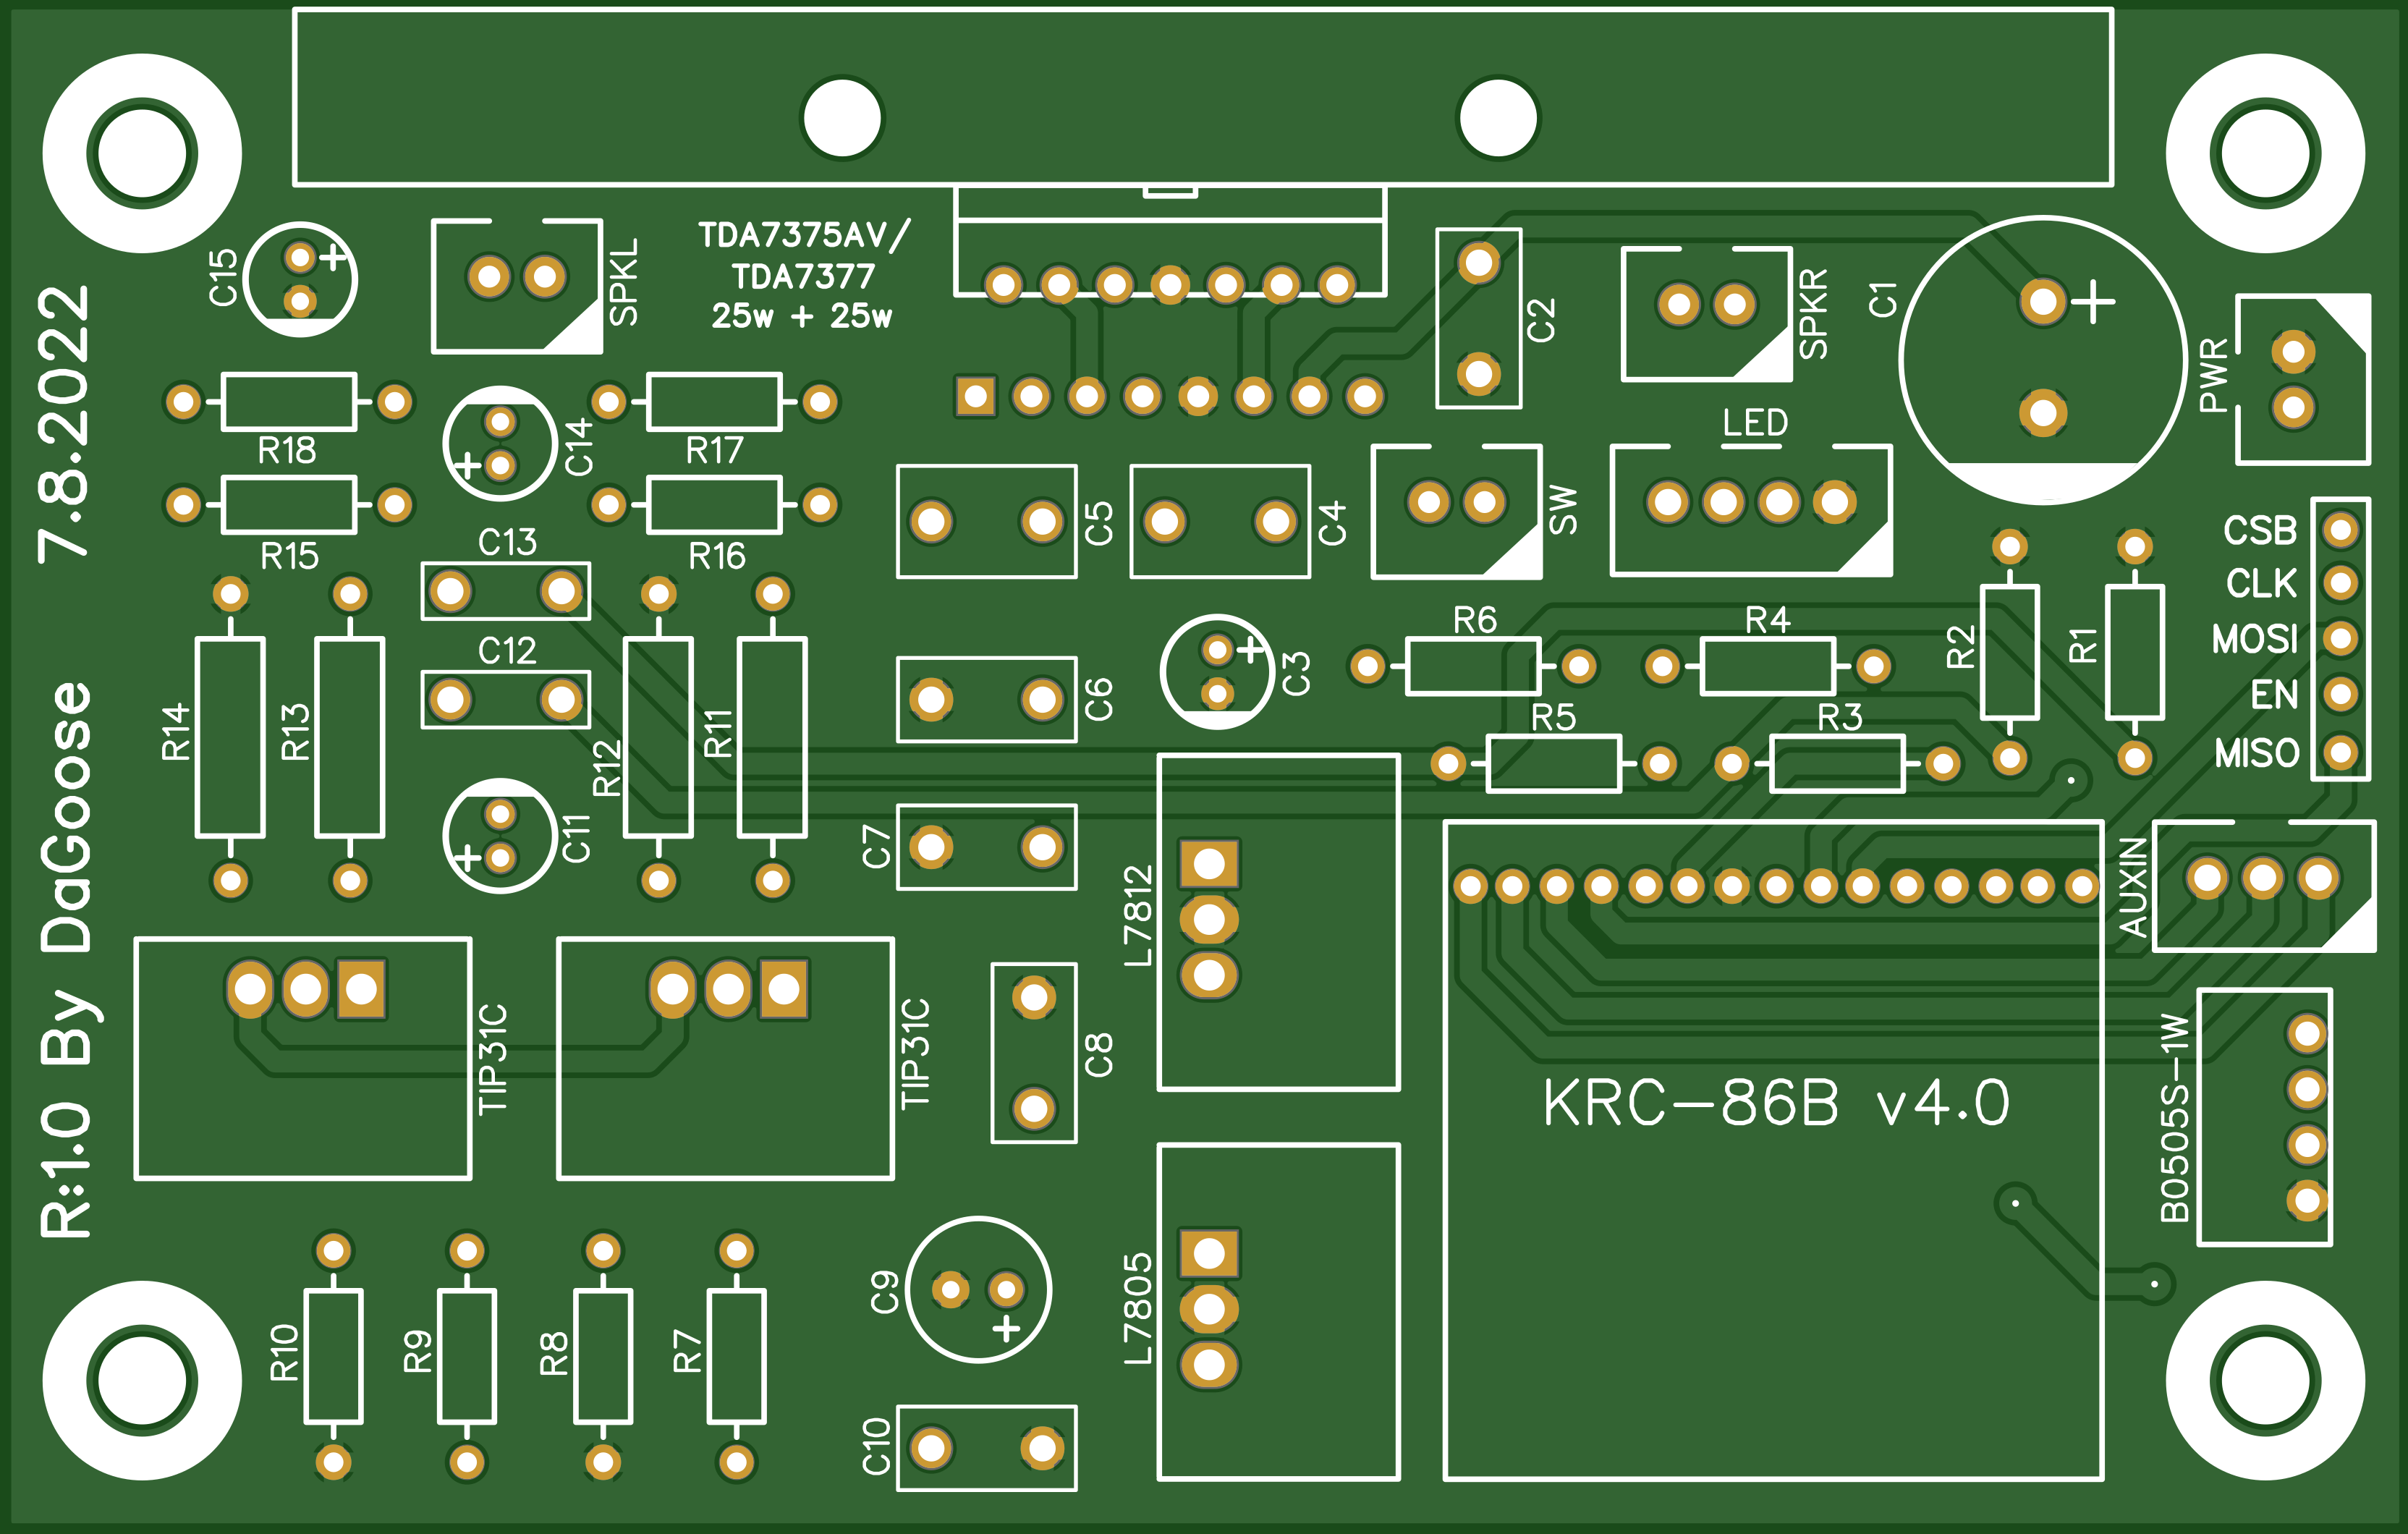 C15
SPKL
TDA7375AV/
TDA7377
25w + 25w
C2
SPKR
C1
PWR
7.8.2022
R18
C14
R17
LED
R15
C13
R16
C5
C4
SW
CSB
CLK
MOSI
EN
MISO
C12
R14
R13
R12
R11
C6
C3
R6
R4
R2
R1
R5
R3
C11
C7
L7812
AUXIN
R:1.0 By DaGoose
TIP31C
TIP31C
C8
KRC-86B v4.0
B0505S-1W
R10
R9
R8
R7
C9
L7805
C10